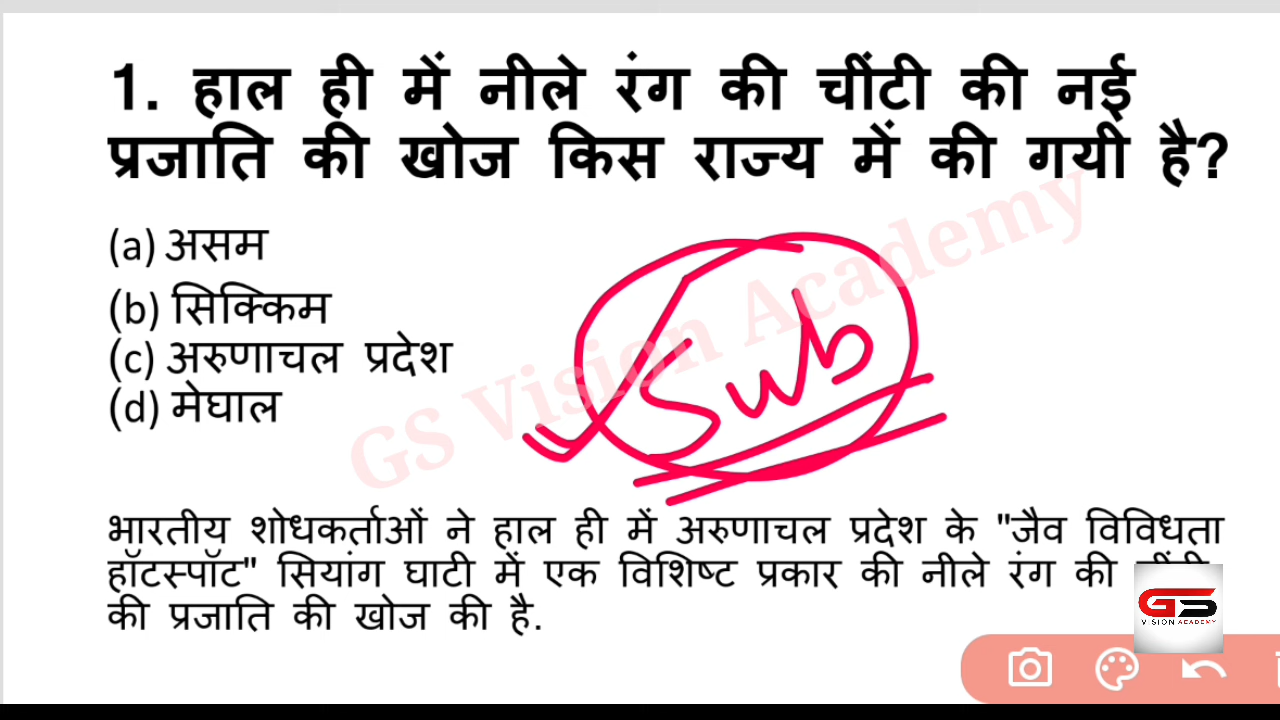 1. हाल ही में नीले रंग की चींटी की नई
प्रजाति की खोज किस राज्य में की गयी है?
(a) असम
(b) सिक्किम
(c) अरुणाचल प्रदेश
(d) मेघाल
Sub
GS Vision Academy
भारतीय शोधकर्ताओं ने हाल ही में अरुणाचल प्रदेश के "जैव विविधता
हॉटस्पॉट" सियांग घाटी में एक विशिष्ट प्रकार की नीले रंग की
की प्रजाति की खोज की है.
GS
VISION ACADEMY